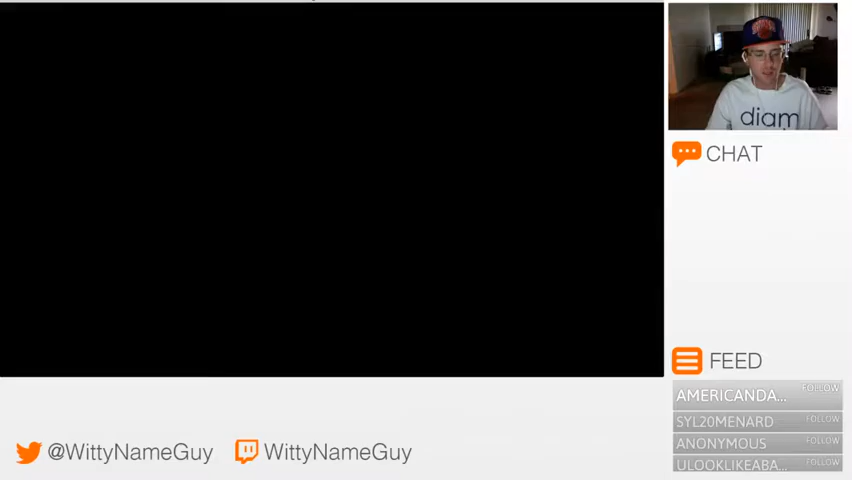 diam
CHAT
FEED
AMERICANDA... FOLLOW
SYL20MENARD FOLLOW
ANONYMOUS FOLLOW
ULOOKLIKEABA... FOLLOW
@WittyNameGuy WittyNameGuy